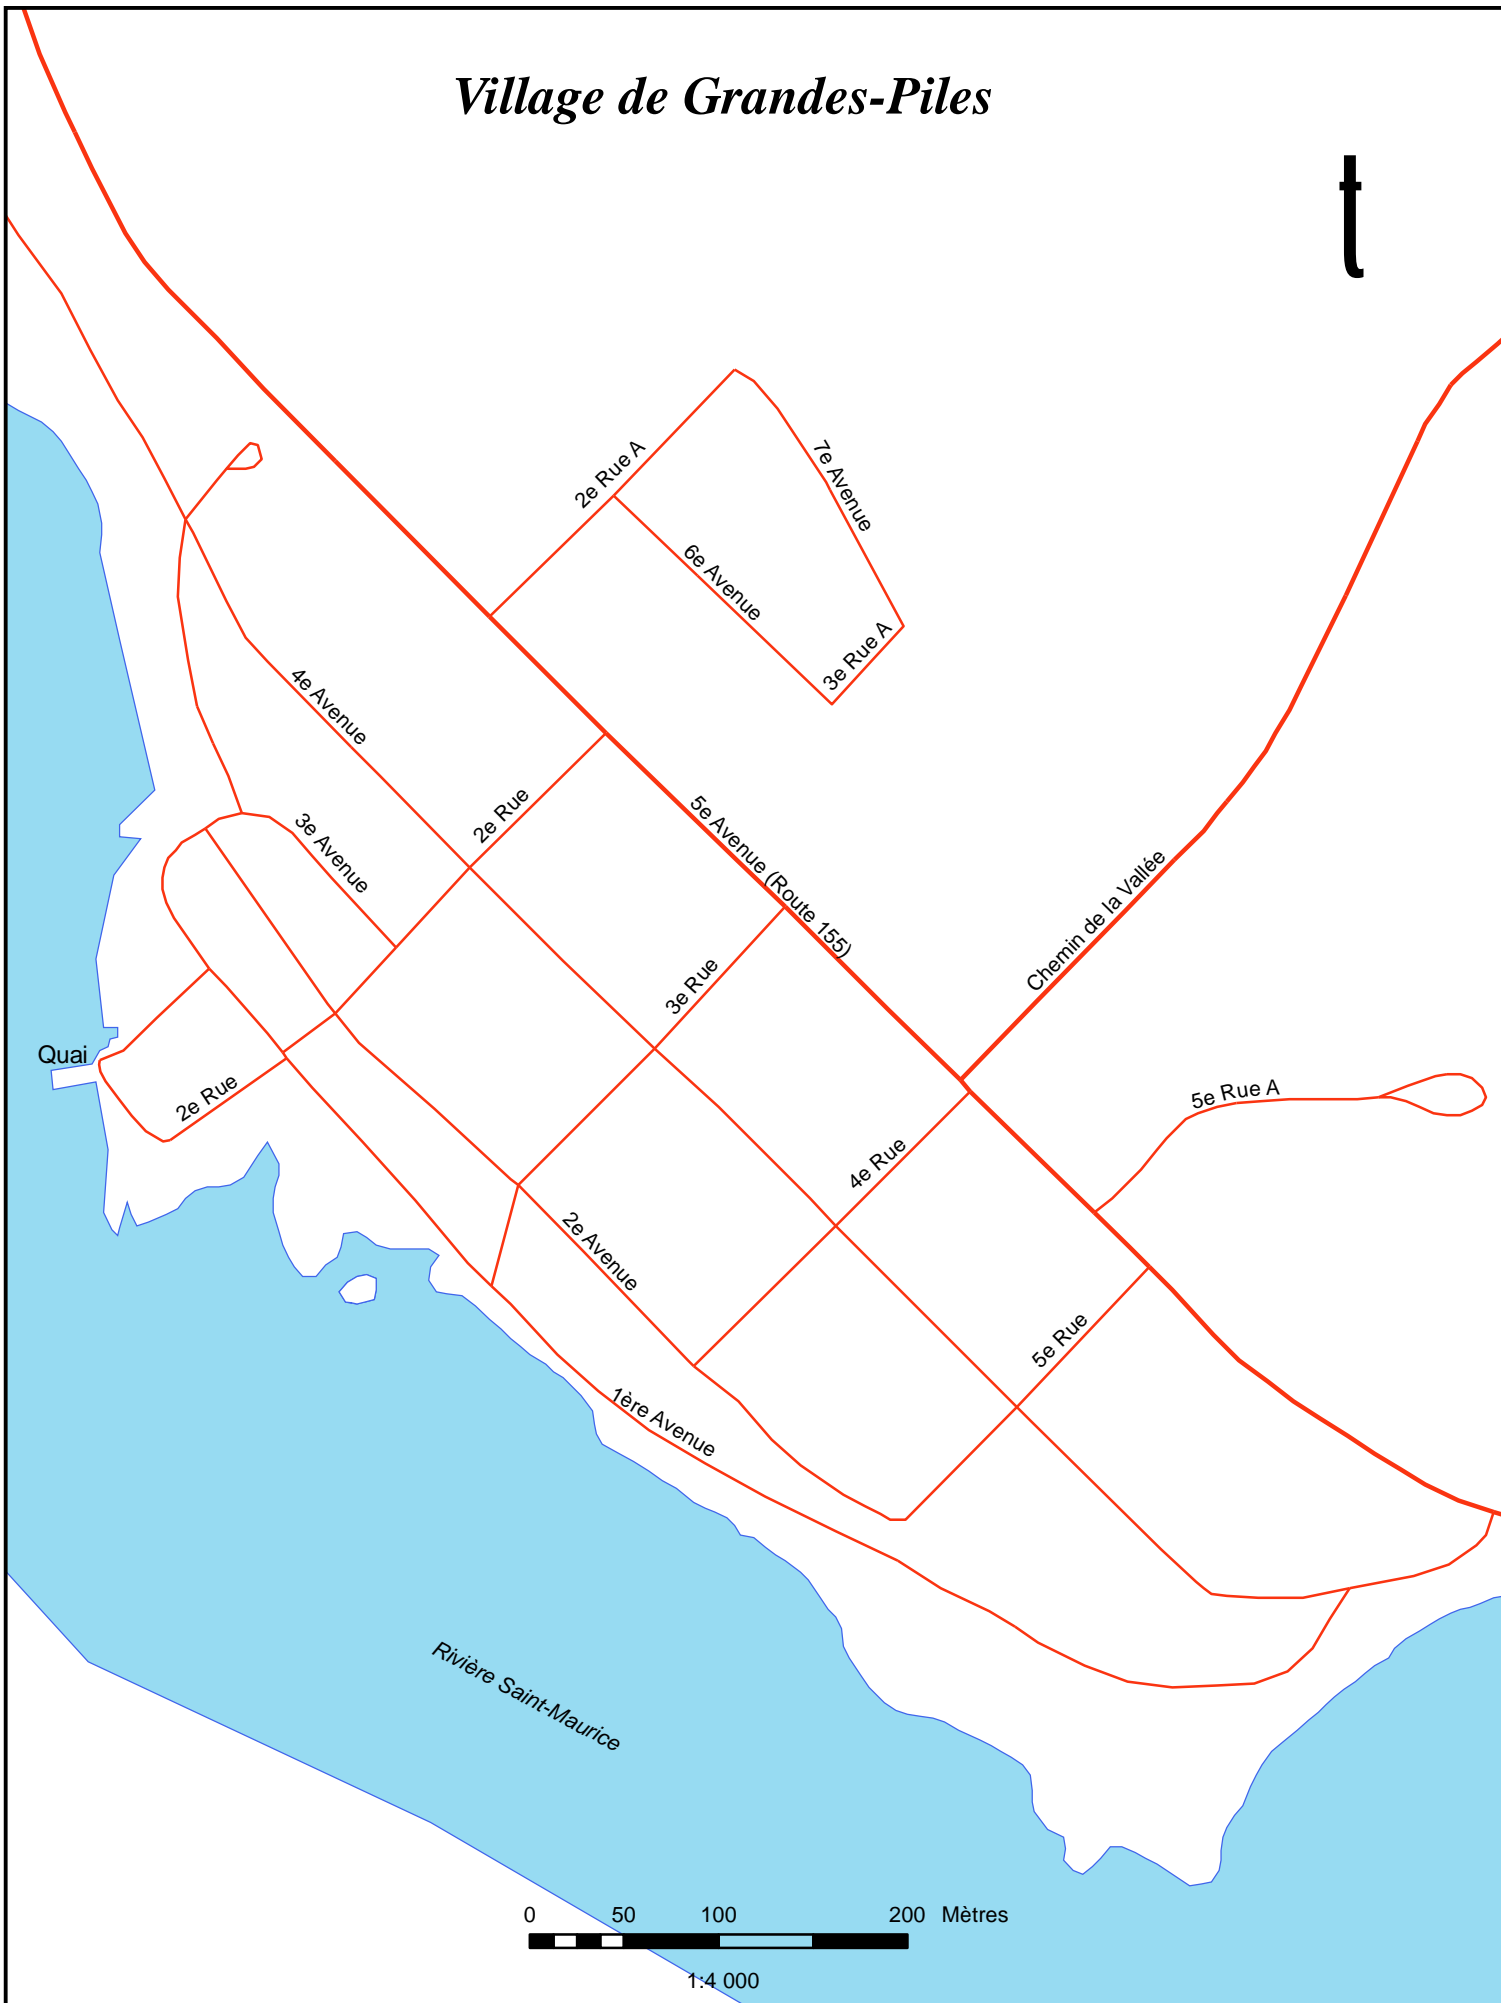 Village de Grandes-Piles
t
2e Rue A
7e Avenue
6e Avenue
3e Rue A
4e Avenue
2e Rue
5e Avenue (Route 155)
3e Avenue
Chemin de la Vallée
3e Rue
Quai
2e Rue
5e Rue A
4e Rue
2e Avenue
5e Rue
1ère Avenue
Rivière Saint-Maurice
0 50 100 200 Mètres
1:4 000